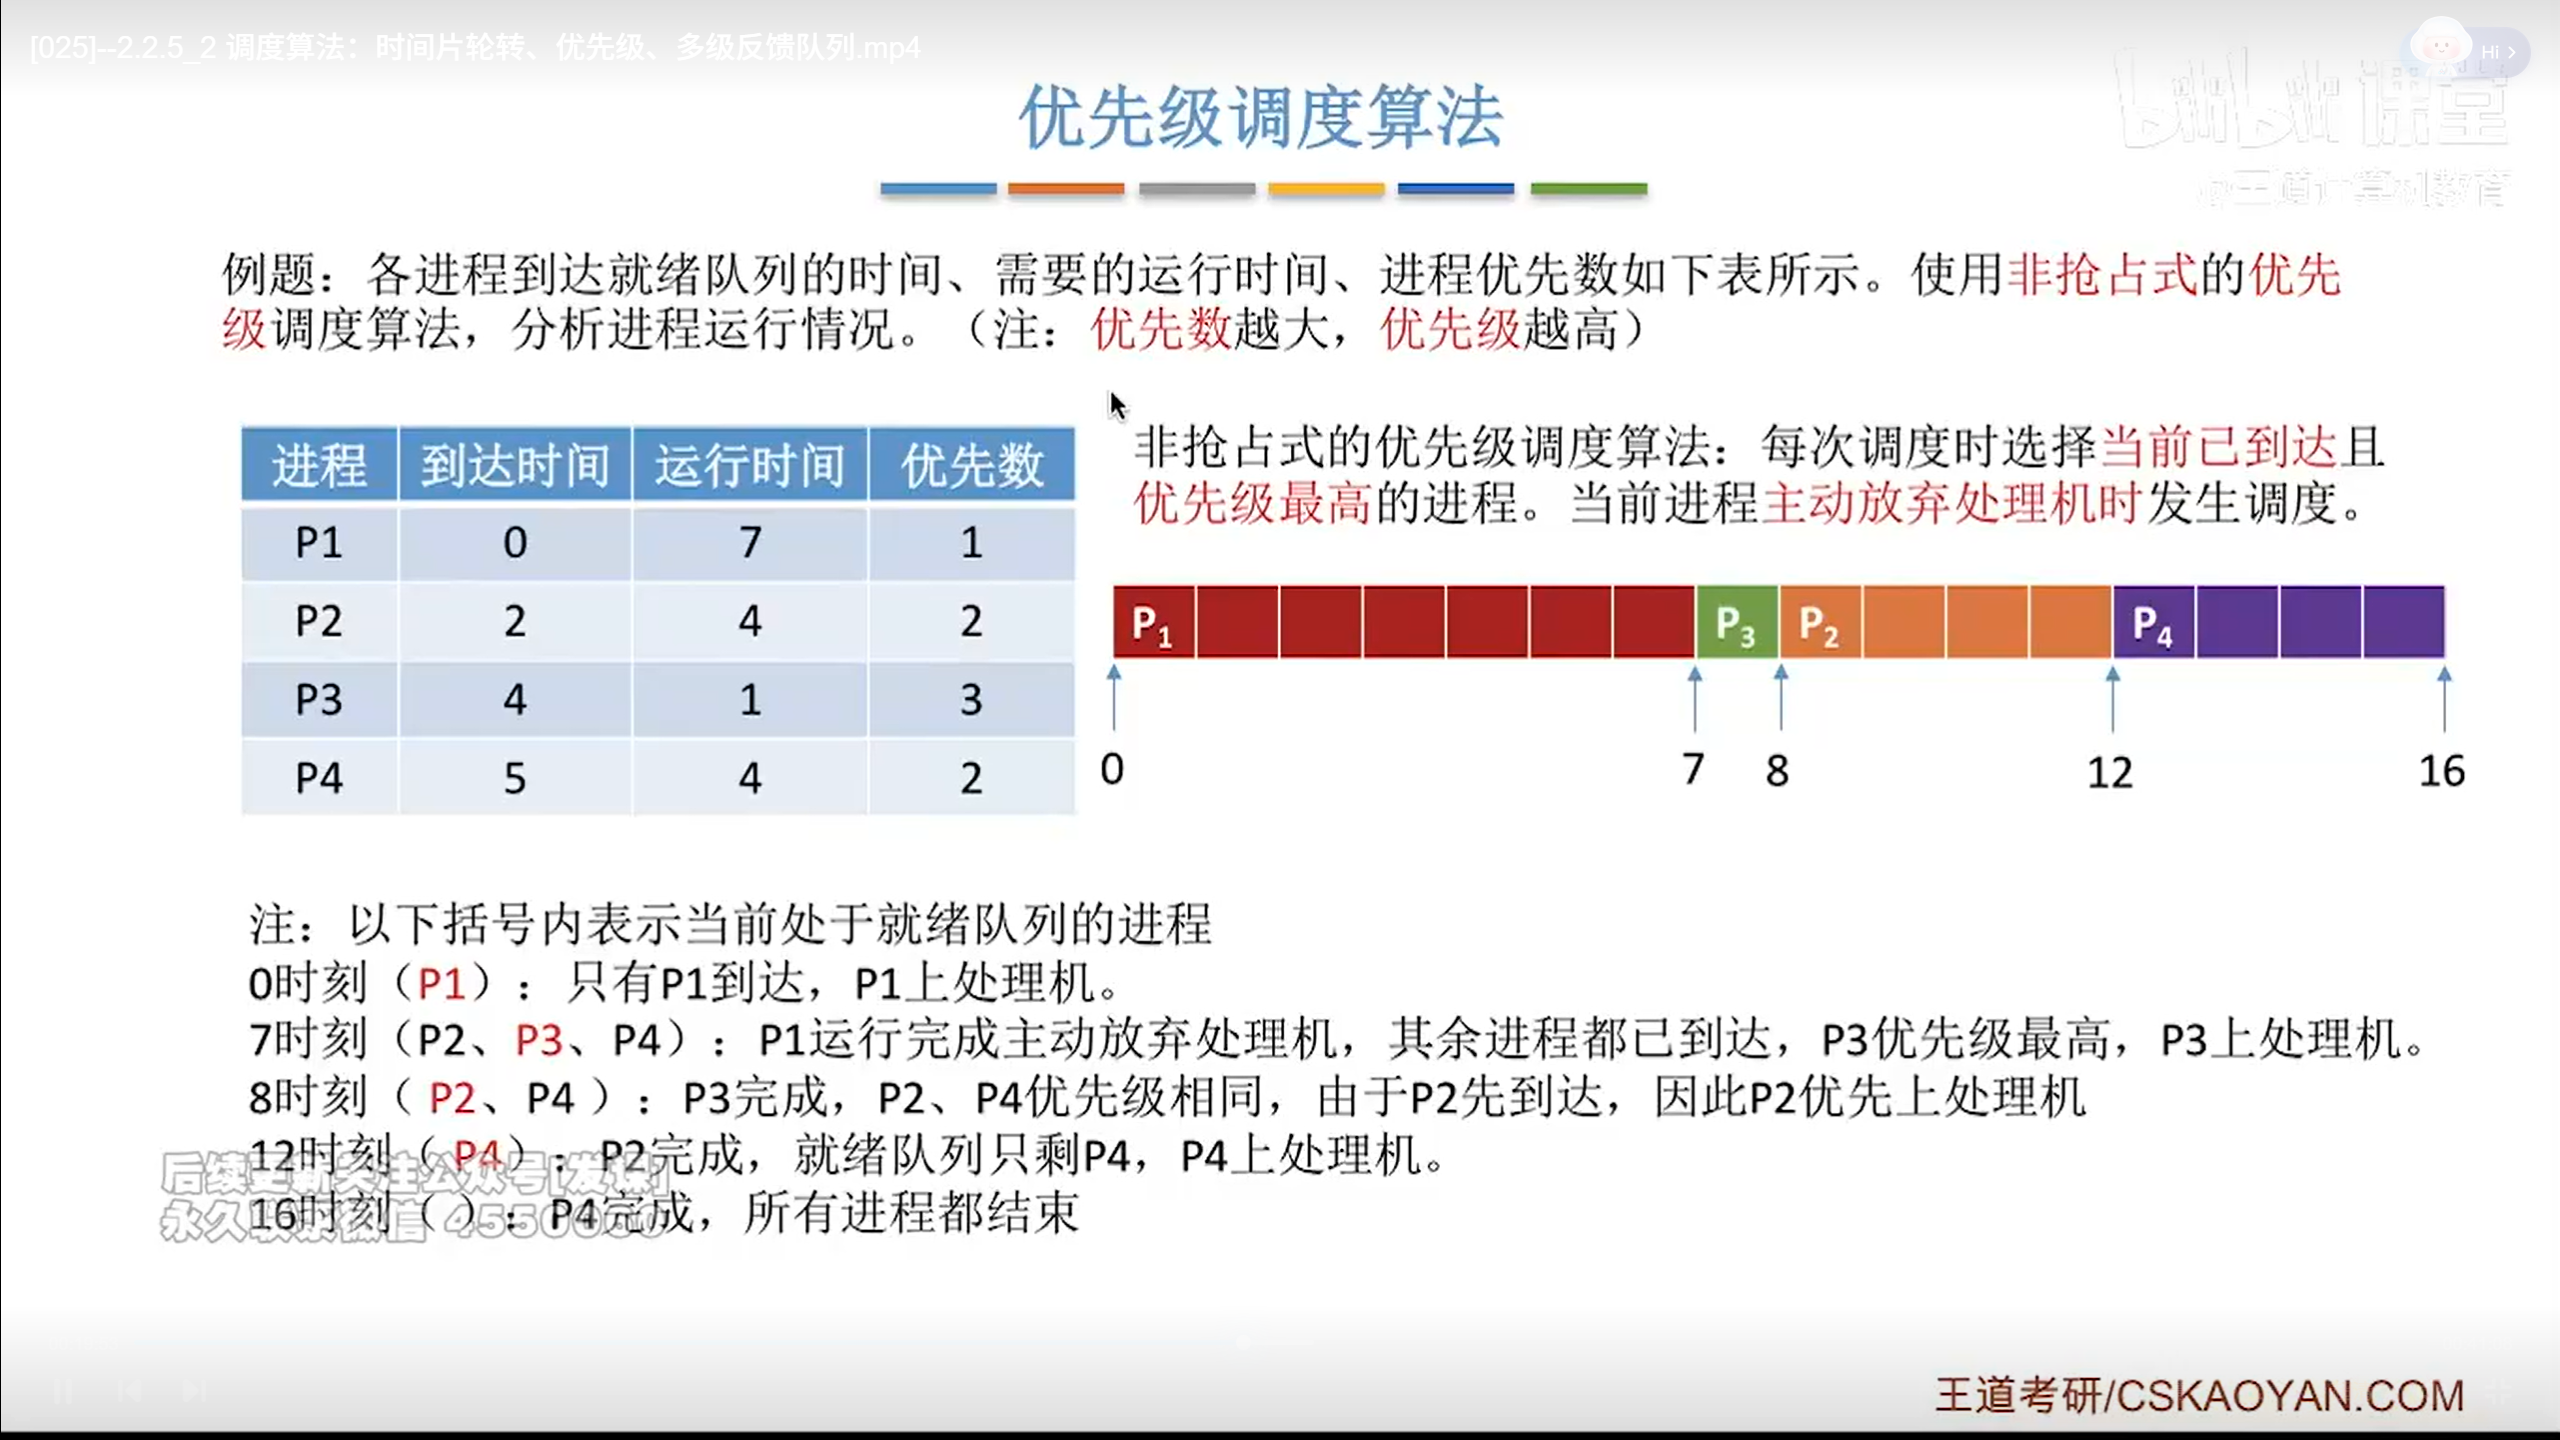 [025]--2.2.5_2 调度算法：时间片轮转、优先级、多级反馈队列.mp4
Hi >
bilibili 课堂
@王道计算机教育
优先级调度算法
例题：各进程到达就绪队列的时间、需要的运行时间、进程优先数如下表所示。使用非抢占式的优先
级调度算法，分析进程运行情况。（注：优先数越大，优先级越高）
进程 到达时间 运行时间 优先数
P1 0 7 1
P2 2 4 2
P3 4 1 3
P4 5 4 2
非抢占式的优先级调度算法：每次调度时选择当前已到达且
优先级最高的进程。当前进程主动放弃处理机时发生调度。
P1 P3 P2 P4
0 7 8 12 16
注：以下括号内表示当前处于就绪队列的进程
0时刻（P1）：只有P1到达，P1上处理机。
7时刻（P2、P3、P4）：P1运行完成主动放弃处理机，其余进程都已到达，P3优先级最高，P3上处理机。
8时刻（P2、P4）：P3完成，P2、P4优先级相同，由于P2先到达，因此P2优先上处理机
12时刻（P4）：P2完成，就绪队列只剩P4，P4上处理机。
16时刻（ ）：P4完成，所有进程都结束
后续更新关注公众号[发课]
永久联系微信
王道考研/CSKAOYAN.COM